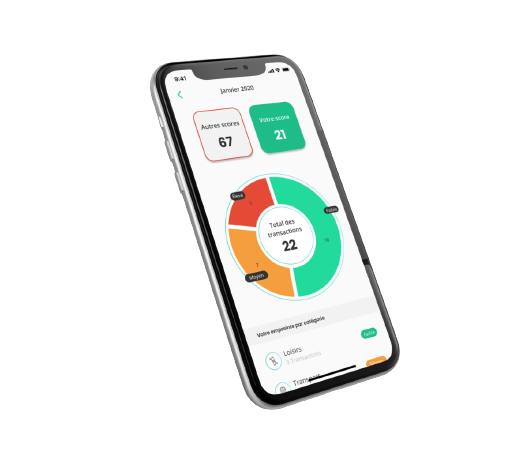 9:41
Janvier 2020
Autres scores
67
Votre score
21
Élevé
Faible
Total des
transactions
22
7
Moyen
Votre empreinte par catégorie
Loisirs
Faible
Transactions
Transport